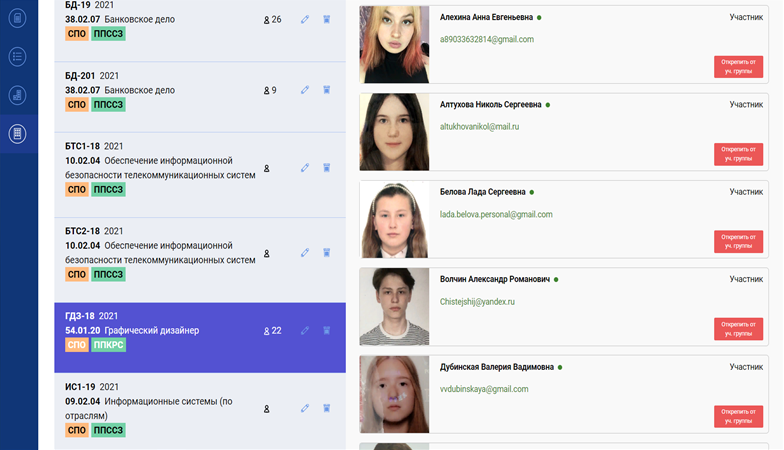 БД-19 2021
38.02.07 Банковское дело
26
СПО ППССЗ
БД-201 2021
38.02.07 Банковское дело
9
СПО ППССЗ
БТС1-18 2021
10.02.04 Обеспечение информационной
безопасности телекоммуникационных систем
СПО ППССЗ
БТС2-18 2021
10.02.04 Обеспечение информационной
безопасности телекоммуникационных систем
СПО ППССЗ
ГДЗ-18 2021
54.01.20 Графический дизайнер
22
СПО ППКРС
ИС1-19 2021
09.02.04 Информационные системы (по
отраслям)
СПО ППССЗ
Алехина Анна Евгеньевна
Участник
a89033632814@gmail.com
Открепить от
уч. группы
Алтухова Николь Сергеевна
Участник
altukhovanikol@mail.ru
Открепить от
уч. группы
Белова Лада Сергеевна
Участник
lada.belova.personal@gmail.com
Открепить от
уч. группы
Волчин Александр Романович
Участник
Chistejshij@yandex.ru
Открепить от
уч. группы
Дубинская Валерия Вадимовна
Участник
vvdubinskaya@gmail.com
Открепить от
уч. группы